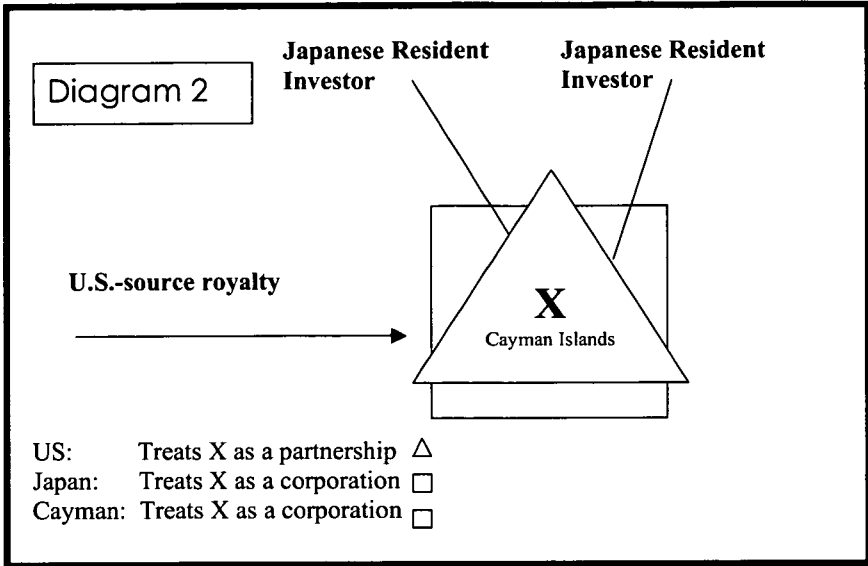 Japanese Resident
Investor
Japanese Resident
Investor
Diagram 2
U.S.-source royalty
X
Cayman Islands
US: Treats X as a partnership
Japan: Treats X as a corporation
Cayman: Treats X as a corporation